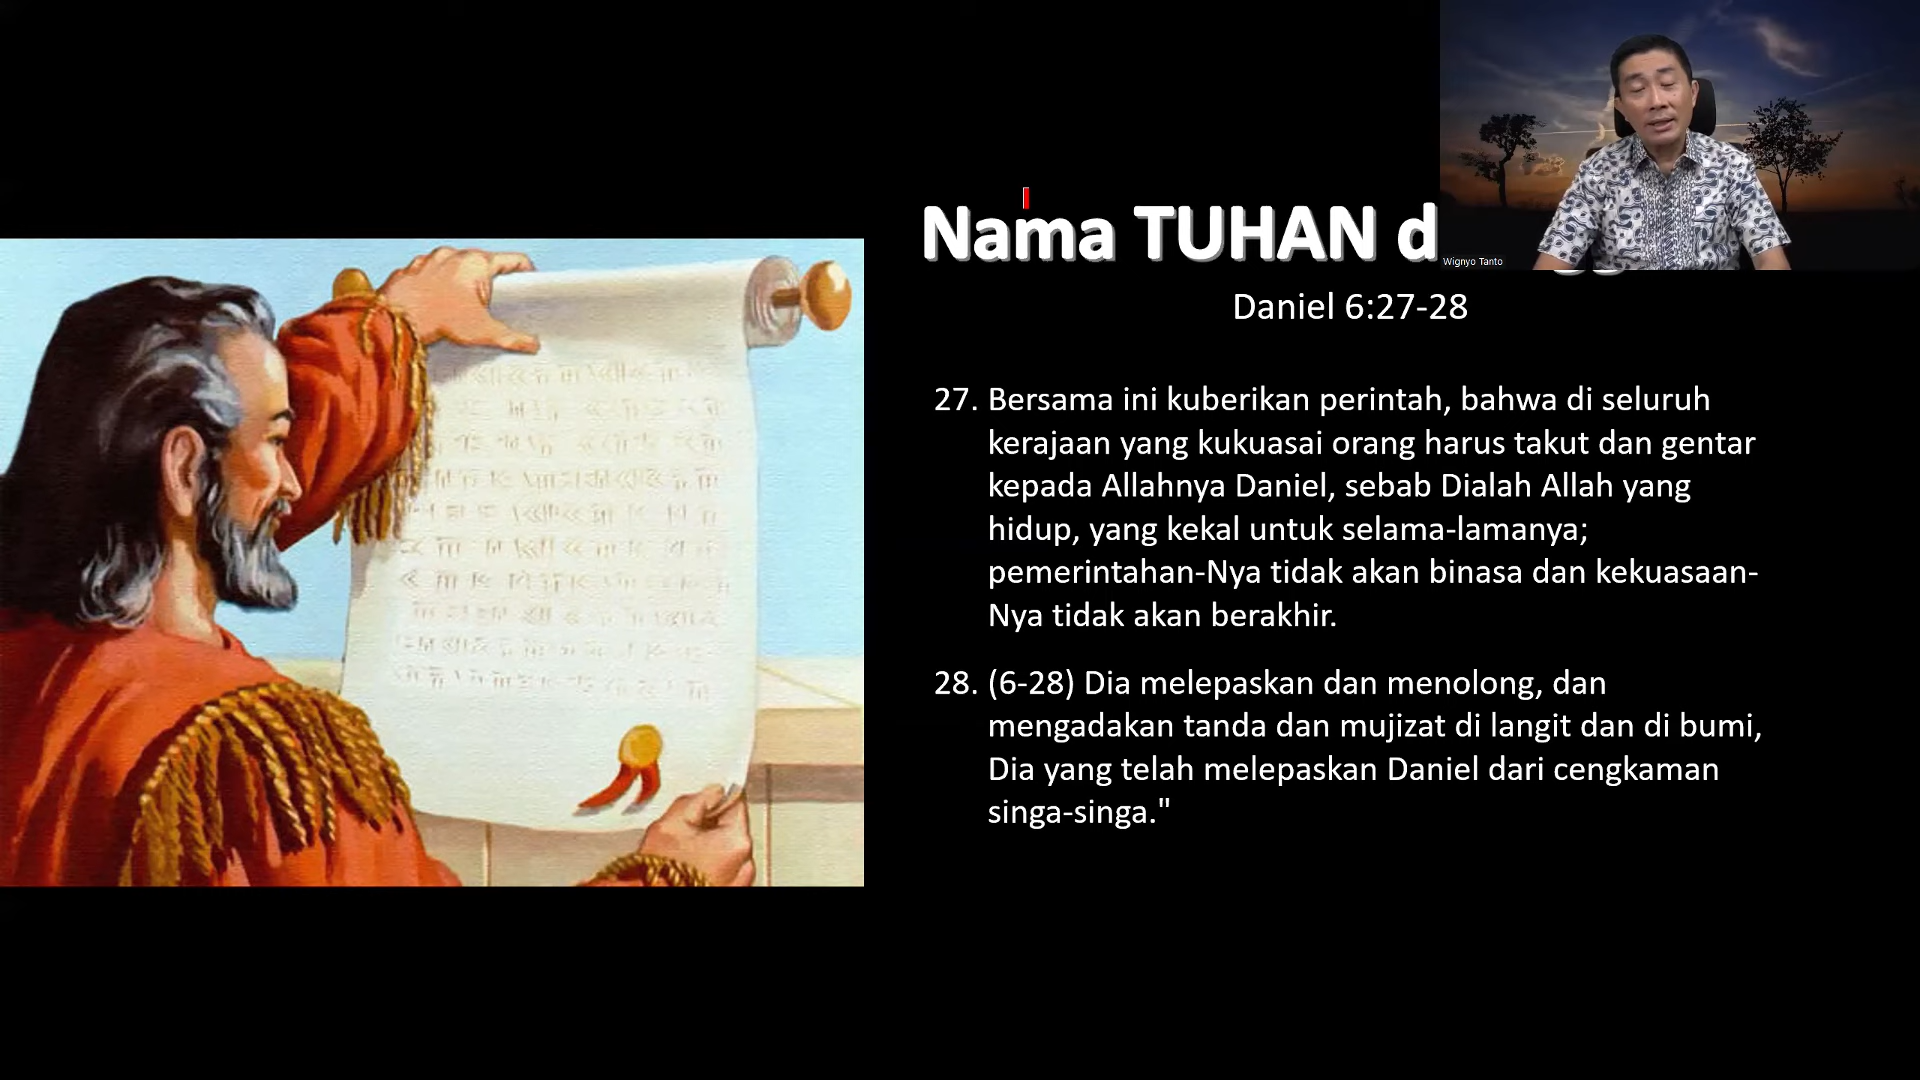 Nama TUHAN d
Wignyo Tanto
Daniel 6:27-28
27. Bersama ini kuberikan perintah, bahwa di seluruh
kerajaan yang kukuasai orang harus takut dan gentar
kepada Allahnya Daniel, sebab Dialah Allah yang
hidup, yang kekal untuk selama-lamanya;
pemerintahan-Nya tidak akan binasa dan kekuasaan-
Nya tidak akan berakhir.
28. (6-28) Dia melepaskan dan menolong, dan
mengadakan tanda dan mujizat di langit dan di bumi,
Dia yang telah melepaskan Daniel dari cengkaman
singa-singa."